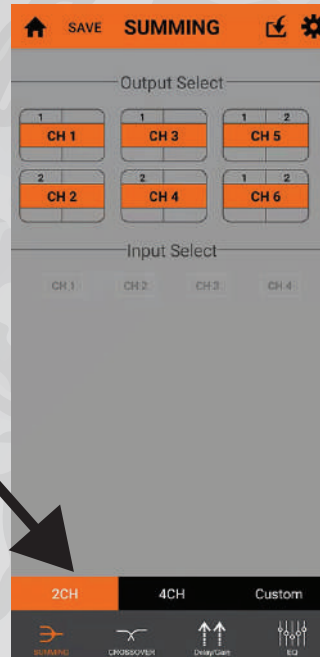 SAVE SUMMING
Output Select
1 1 1 2
CH 1 CH 3 CH 5
2 2 1 2
CH 2 CH 4 CH 6
Input Select
CH 1 CH 2 CH 3 CH 4
2CH 4CH Custom
SUMMING CROSSOVER Delay/Gain EQ